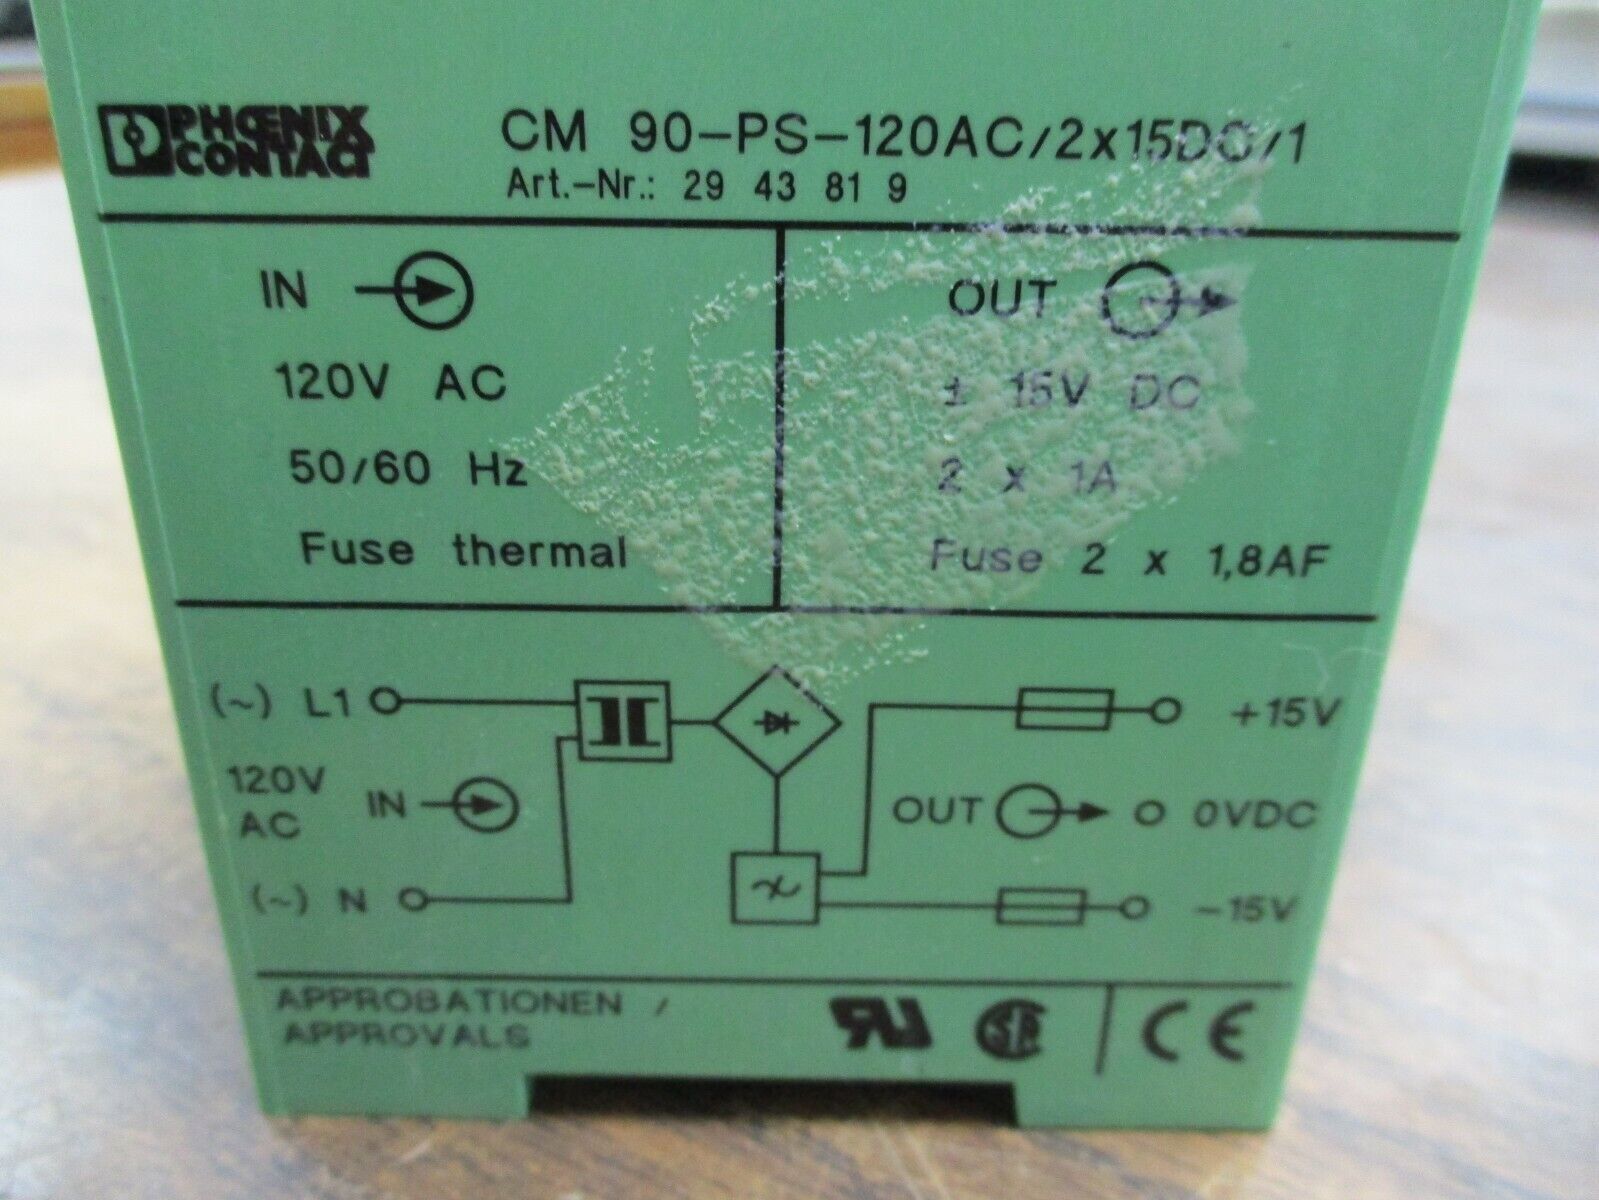 PHOENIX
CONTACT
CM 90-PS-120AC/2x15DC/1
Art.-Nr.: 29 43 81 9
IN
120V AC
50/60 Hz
Fuse thermal
OUT
± 15V DC
2 x 1A
Fuse 2 x 1,8AF
(~) L1
120V
AC
IN
(~) N
+15V
OUT
0VDC
-15V
APPROBATIONEN /
APPROVALS
RU
SA
CE